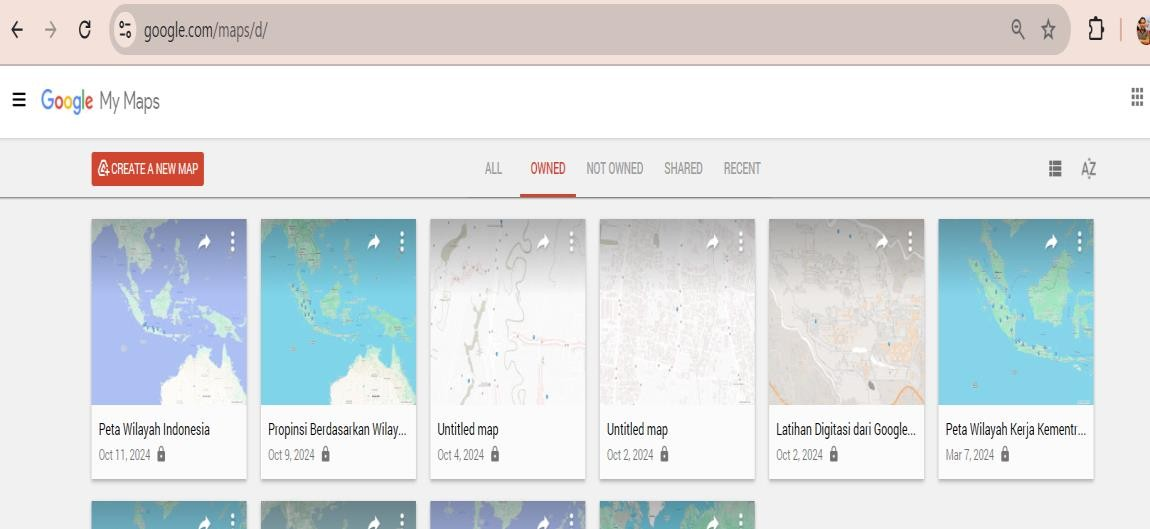 google.com/maps/d/
Google My Maps
CREATE A NEW MAP
ALL OWNED NOT OWNED SHARED RECENT
AZ
Peta Wilayah Indonesia
Oct 11, 2024
Propinsi Berdasarkan Wilay...
Oct 9, 2024
Untitled map
Oct 4, 2024
Untitled map
Oct 2, 2024
Latihan Digitasi dari Google...
Oct 2, 2024
Peta Wilayah Kerja Kementr...
Mar 7, 2024